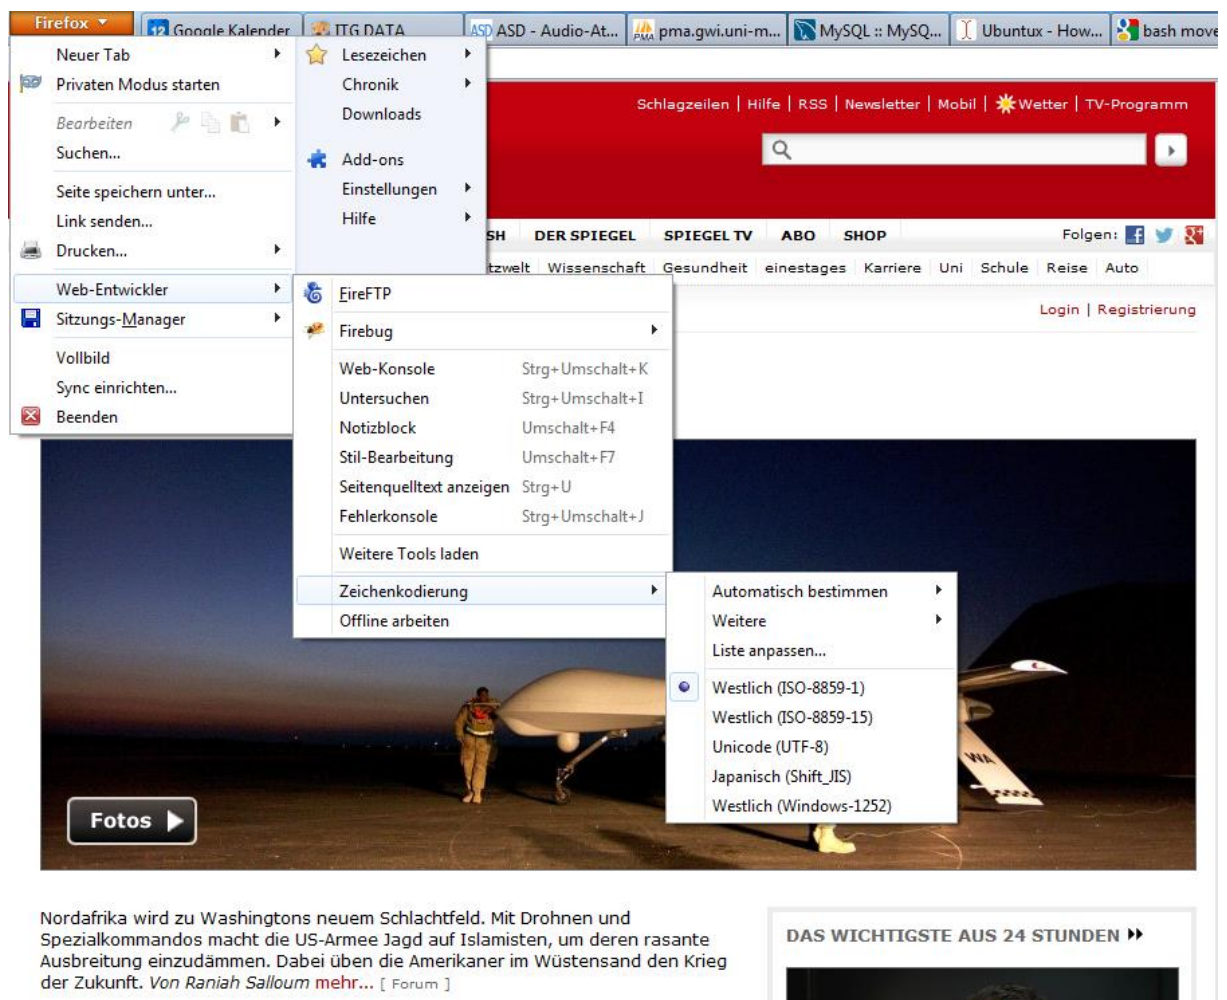 Firefox
12 Google Kalender
ITG DATA
ASD ASD - Audio-At...
PMA pma.gwi.uni-m...
MySQL :: MySQ...
Ubuntux - How...
bash move
Neuer Tab
Privaten Modus starten
Bearbeiten
Suchen...
Seite speichern unter...
Link senden...
Drucken...
Web-Entwickler
Sitzungs-Manager
Vollbild
Sync einrichten...
Beenden
Lesezeichen
Chronik
Downloads
Add-ons
Einstellungen
Hilfe
Schlagzeilen | Hilfe | RSS | Newsletter | Mobil | Wetter | TV-Programm
SH DER SPIEGEL SPIEGEL TV ABO SHOP Folgen:
tzwelt Wissenschaft Gesundheit einestages Karriere Uni Schule Reise Auto
Login | Registrierung
FireFTP
Firebug
Web-Konsole Strg+Umschalt+K
Untersuchen Strg+Umschalt+I
Notizblock Umschalt+F4
Stil-Bearbeitung Umschalt+F7
Seitenquelltext anzeigen Strg+U
Fehlerkonsole Strg+Umschalt+J
Weitere Tools laden
Zeichenkodierung
Offline arbeiten
Automatisch bestimmen
Weitere
Liste anpassen...
Westlich (ISO-8859-1)
Westlich (ISO-8859-15)
Unicode (UTF-8)
Japanisch (Shift_JIS)
Westlich (Windows-1252)
WA
Fotos
Nordafrika wird zu Washingtons neuem Schlachtfeld. Mit Drohnen und
Spezialkommandos macht die US-Armee Jagd auf Islamisten, um deren rasante
Ausbreitung einzudämmen. Dabei üben die Amerikaner im Wüstensand den Krieg
der Zukunft. Von Raniah Salloum mehr... [ Forum ]
DAS WICHTIGSTE AUS 24 STUNDEN